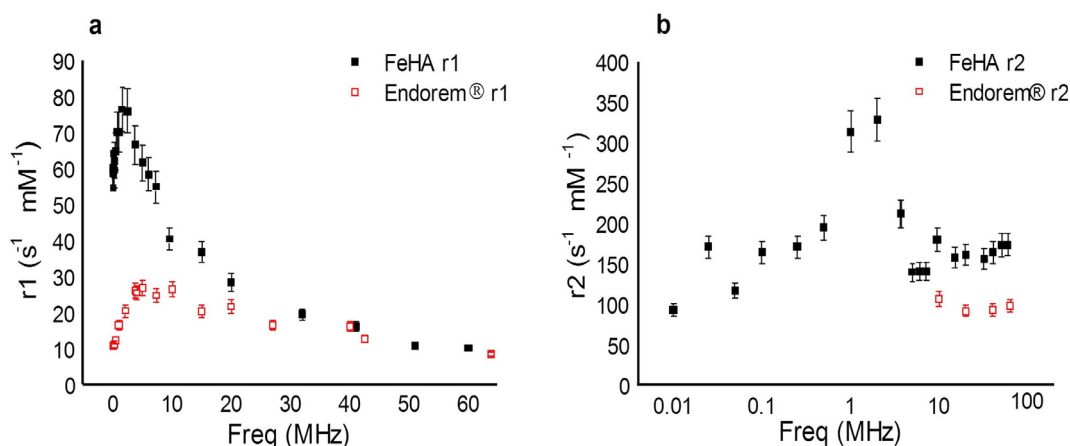 a
FeHA r1
Endorem® r1
r1 (s⁻¹ mM⁻¹)
90
80
70
60
50
40
30
20
10
0
0 10 20 30 40 50 60
Freq (MHz)
b
FeHA r2
Endorem® r2
r2 (s⁻¹ mM⁻¹)
400
350
300
250
200
150
100
50
0
0.01 0.1 1 10 100
Freq (MHz)